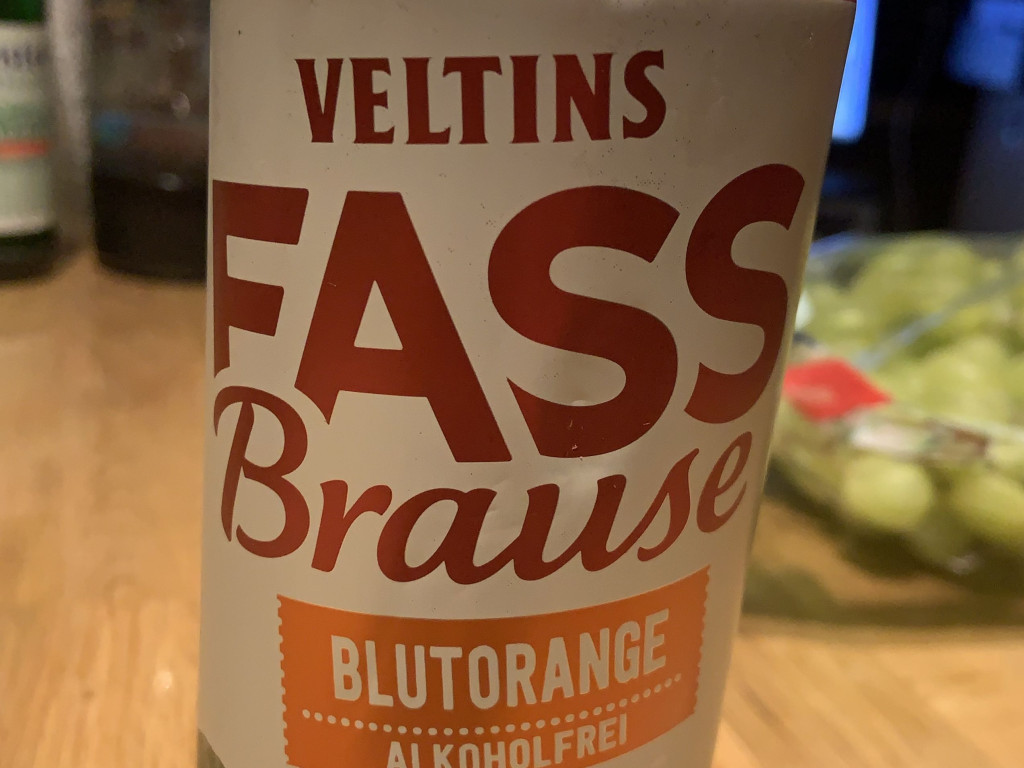 VELTINS
FASS
Brause
BLUTORANGE
ALKOHOLFREI